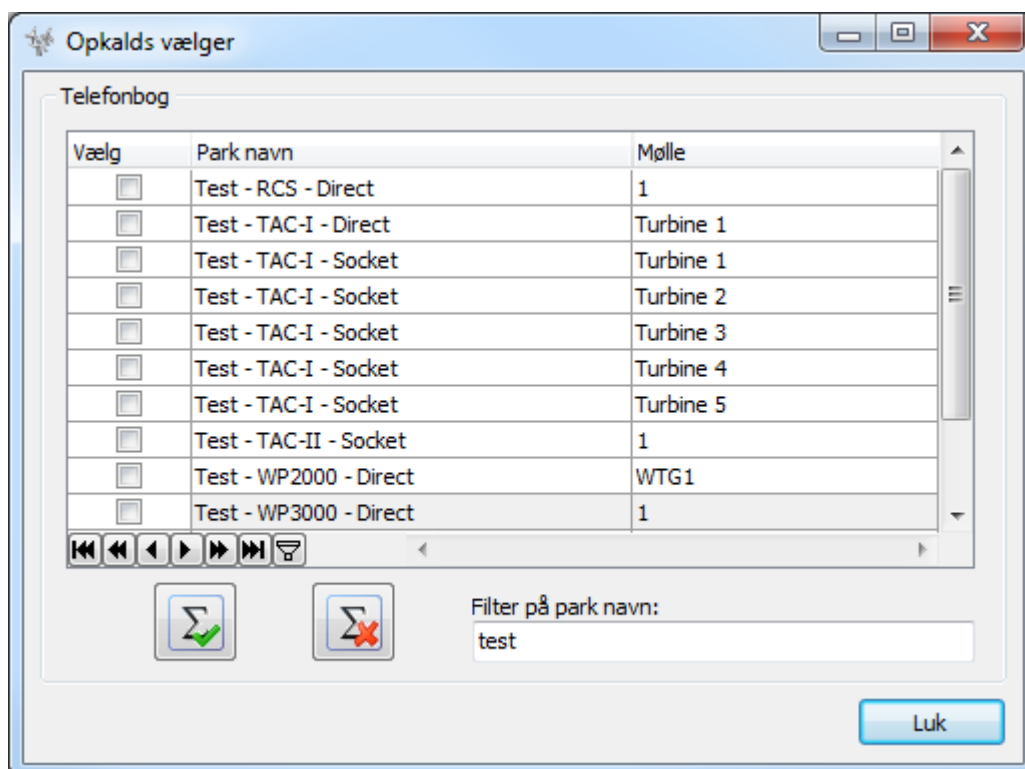 Opkalds vælger
Telefonbog
Vælg Park navn Mølle
Test - RCS - Direct 1
Test - TAC-I - Direct Turbine 1
Test - TAC-I - Socket Turbine 1
Test - TAC-I - Socket Turbine 2
Test - TAC-I - Socket Turbine 3
Test - TAC-I - Socket Turbine 4
Test - TAC-I - Socket Turbine 5
Test - TAC-II - Socket 1
Test - WP2000 - Direct WTG1
Test - WP3000 - Direct 1
Filter på park navn:
test
Luk